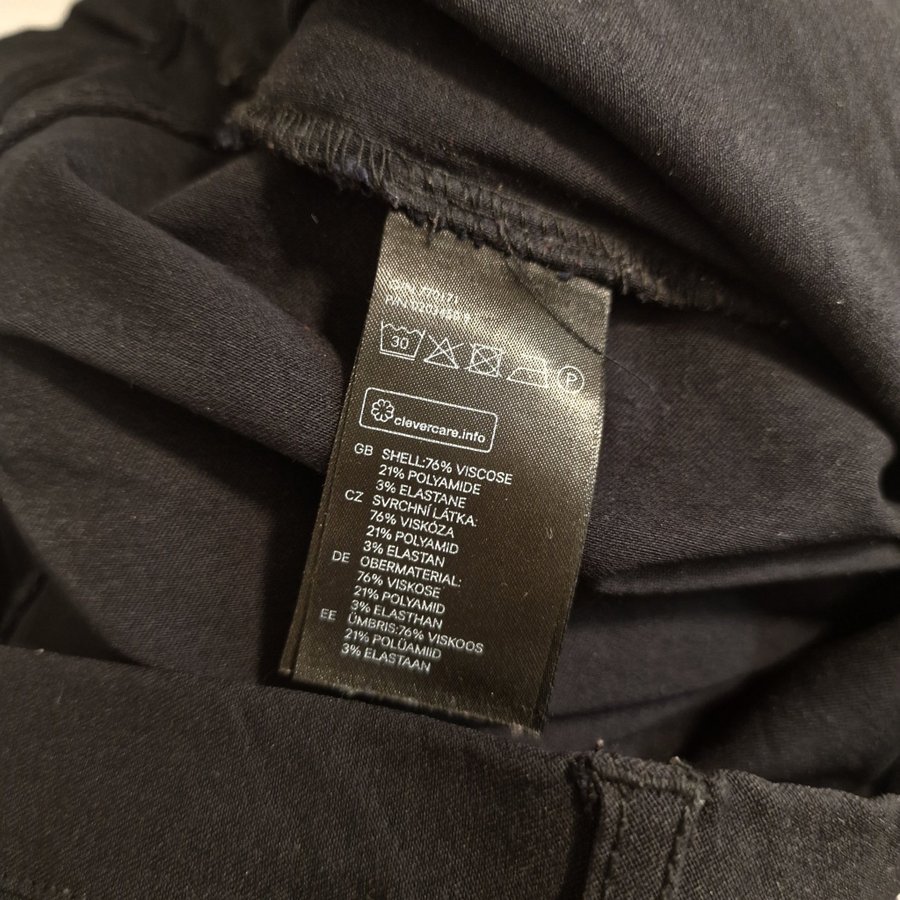 30
P
clevercare.info
GB SHELL:76% VISCOSE
21% POLYAMIDE
3% ELASTANE
CZ SVRCHNÍ LÁTKA:
76% VISKÓZA
21% POLYAMID
3% ELASTAN
DE OBERMATERIAL:
76% VISKOSE
21% POLYAMID
3% ELASTHAN
EE ÜMBRIS:76% VISKOOS
21% POLÜAMIID
3% ELASTAAN